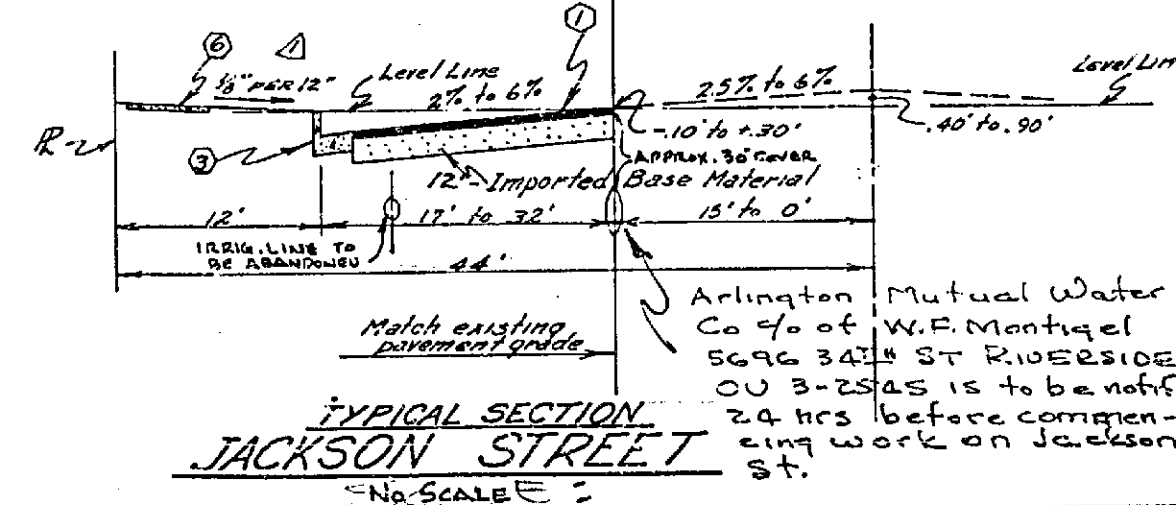 6 1 1
1/8" PER 12"
Level Line
2% to 6%
2.5% to 6%
Level Lin
PL
3
-.10' to +.30'
.40' to .90'
APPROX. 30" COVER
12" - Imported Base Material
12'
17' to 32'
15' to 0'
IRRIG. LINE TO
BE ABANDONED
44'
Match existing
pavement grade
Arlington Mutual Water
Co c/o of W.F. Montigel
5696 34TH ST RIVERSIDE
OV 3-2545 is to be notif
24 hrs before commen-
cing work on Jackson
St.
TYPICAL SECTION
JACKSON STREET
NO SCALE